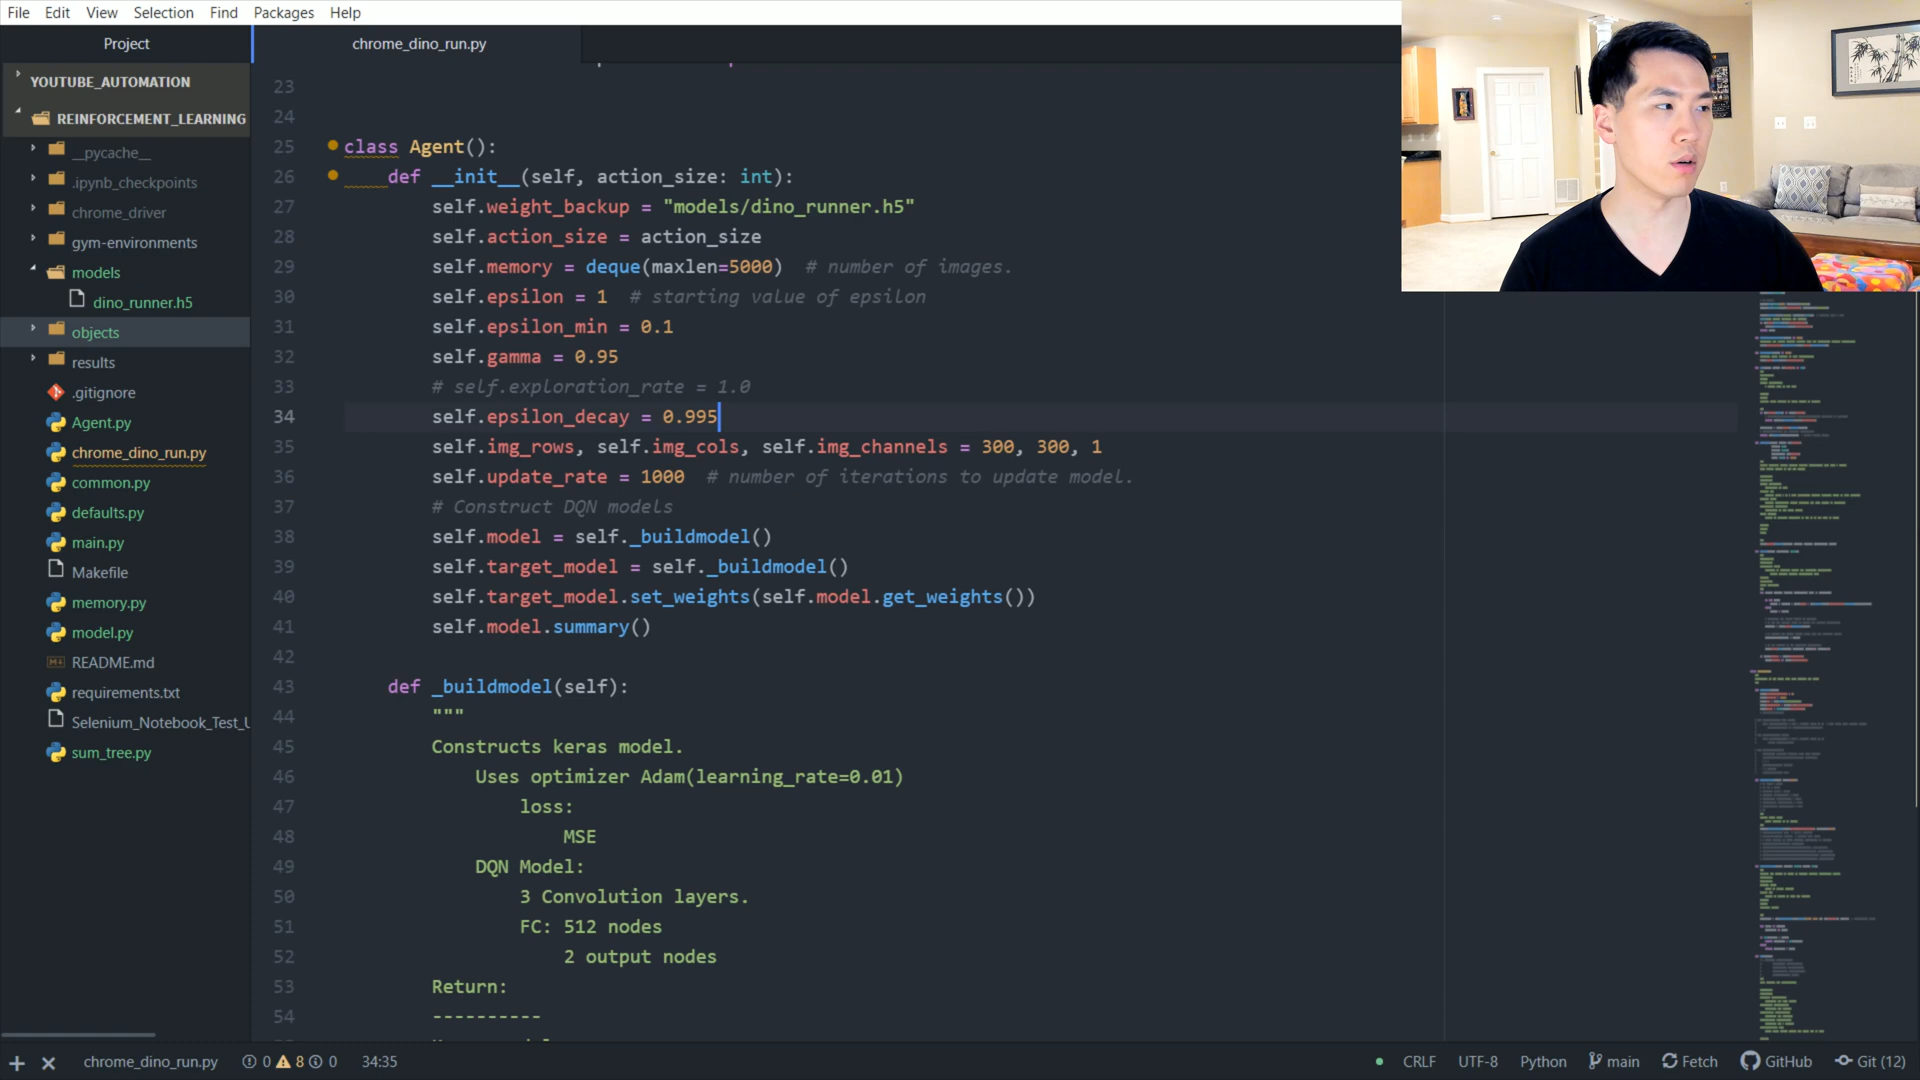 File Edit View Selection Find Packages Help
Project
YOUTUBE_AUTOMATION
REINFORCEMENT_LEARNING
__pycache__
.ipynb_checkpoints
chrome_driver
gym-environments
models
dino_runner.h5
objects
results
.gitignore
Agent.py
chrome_dino_run.py
common.py
defaults.py
main.py
Makefile
memory.py
model.py
README.md
requirements.txt
Selenium_Notebook_Test_
sum_tree.py
chrome_dino_run.py
23
24
25 class Agent():
26 def __init__(self, action_size: int):
27 self.weight_backup = "models/dino_runner.h5"
28 self.action_size = action_size
29 self.memory = deque(maxlen=5000) # number of images.
30 self.epsilon = 1 # starting value of epsilon
31 self.epsilon_min = 0.1
32 self.gamma = 0.95
33 # self.exploration_rate = 1.0
34 self.epsilon_decay = 0.995
35 self.img_rows, self.img_cols, self.img_channels = 300, 300, 1
36 self.update_rate = 1000 # number of iterations to update model.
37 # Construct DQN models
38 self.model = self._buildmodel()
39 self.target_model = self._buildmodel()
40 self.target_model.set_weights(self.model.get_weights())
41 self.model.summary()
42
43 def _buildmodel(self):
44 """
45 Constructs keras model.
46 Uses optimizer Adam(learning_rate=0.01)
47 loss:
48 MSE
49 DQN Model:
50 3 Convolution layers.
51 FC: 512 nodes
52 2 output nodes
53 Return:
54 ----------
chrome_dino_run.py 0 8 0 34:35 CRLF UTF-8 Python main Fetch GitHub Git (12)